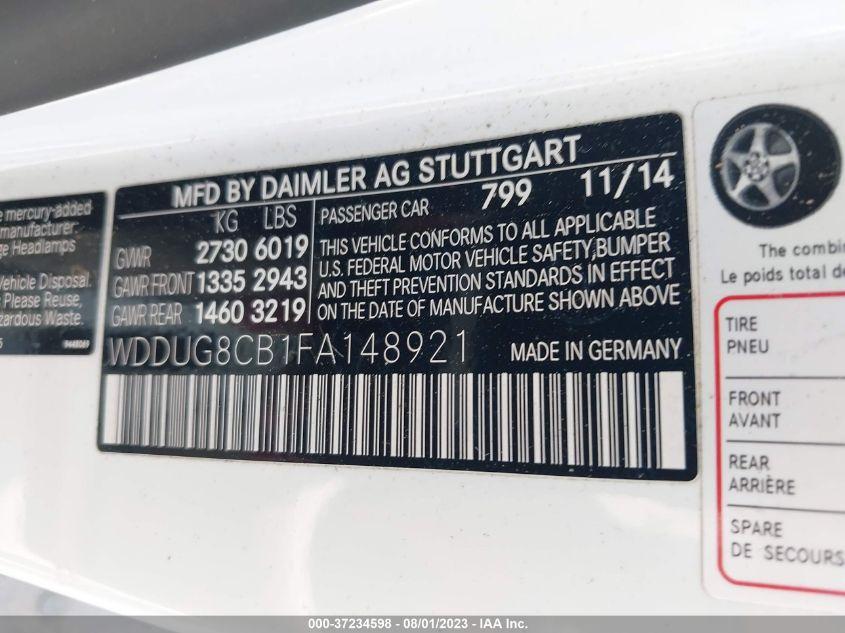 MFD BY DAIMLER AG STUTTGART
KG LBS
GVWR 2730 6019
GAWR FRONT 1335 2943
GAWR REAR 1460 3219
PASSENGER CAR 799 11/14
THIS VEHICLE CONFORMS TO ALL APPLICABLE
U.S. FEDERAL MOTOR VEHICLE SAFETY, BUMPER
AND THEFT PREVENTION STANDARDS IN EFFECT
ON THE DATE OF MANUFACTURE SHOWN ABOVE
WDDUG8CB1FA148921 MADE IN GERMANY
e mercury-added
manufacturer:
ge Headlamps
Vehicle Disposal.
Please Reuse,
zardous Waste.
The combin
Le poids total de
TIRE
PNEU
FRONT
AVANT
REAR
ARRIÈRE
SPARE
DE SECOURS
000-37234598 - 08/01/2023 - IAA Inc.